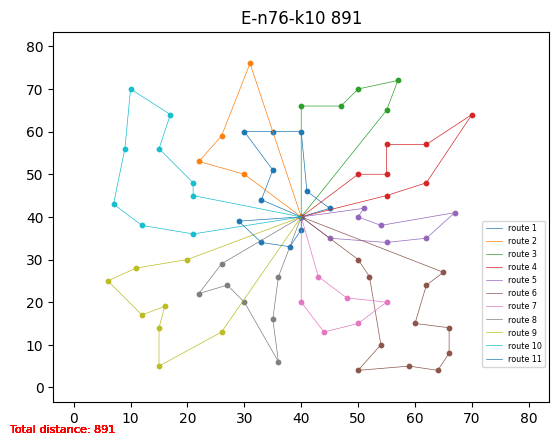 E-n76-k10 891
80
70
60
50
40
30
20
10
0
0 10 20 30 40 50 60 70 80
route 1
route 2
route 3
route 4
route 5
route 6
route 7
route 8
route 9
route 10
route 11
Total distance: 891